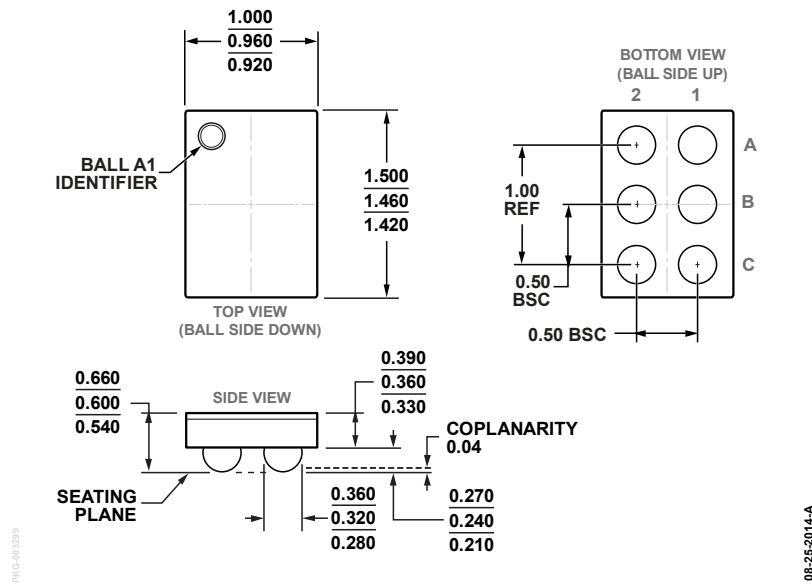 1.000
0.960
0.920
BALL A1
IDENTIFIER
1.500
1.460
1.420
TOP VIEW
(BALL SIDE DOWN)
BOTTOM VIEW
(BALL SIDE UP)
2 1
A
B
C
1.00
REF
0.50
BSC
0.50 BSC
0.660
0.600
0.540
SIDE VIEW
0.390
0.360
0.330
COPLANARITY
0.04
SEATING
PLANE
0.360
0.320
0.280
0.270
0.240
0.210
PKG-003299
08-25-2014-A